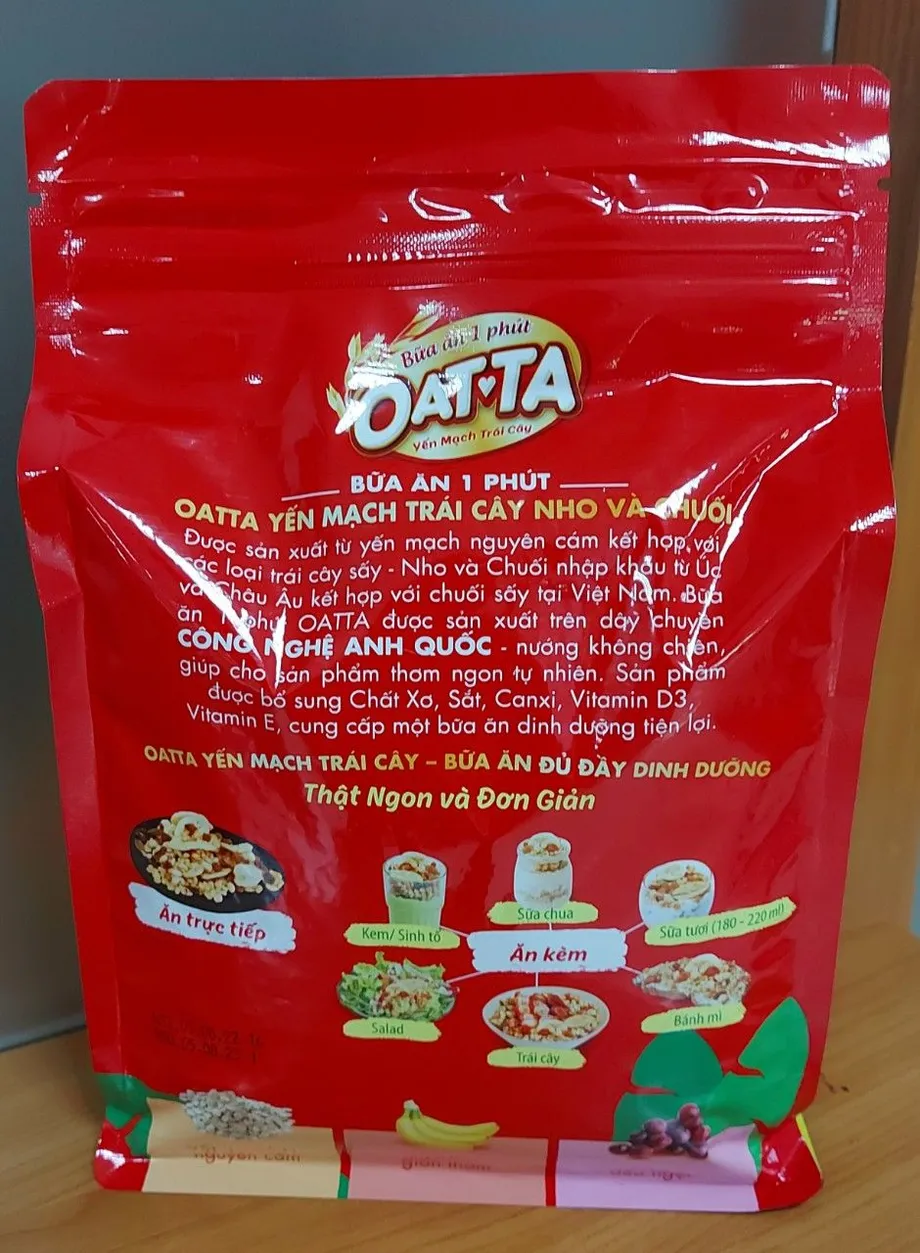 Bữa ăn 1 phút
OAT TA
Yến Mạch Trái Cây
BỮA ĂN 1 PHÚT
OATTA YẾN MẠCH TRÁI CÂY NHO VÀ CHUỐI
Được sản xuất từ yến mạch nguyên cám kết hợp với
các loại trái cây sấy - Nho và Chuối nhập khẩu từ Úc
và Châu Âu kết hợp với chuối sấy tại Việt Nam. Bữa
ăn 1 phút OATTA được sản xuất trên dây chuyền
CÔNG NGHỆ ANH QUỐC - nướng không chiên,
giúp cho sản phẩm thơm ngon tự nhiên. Sản phẩm
được bổ sung Chất Xơ, Sắt, Canxi, Vitamin D3,
Vitamin E, cung cấp một bữa ăn dinh dưỡng tiện lợi.
OATTA YẾN MẠCH TRÁI CÂY – BỮA ĂN ĐỦ ĐẦY DINH DƯỠNG
Thật Ngon và Đơn Giản
Ăn trực tiếp
Kem/ Sinh tố
Sữa chua
Sữa tươi (180 - 220 ml)
Ăn kèm
Salad
Trái cây
Bánh mì
nguyên cám